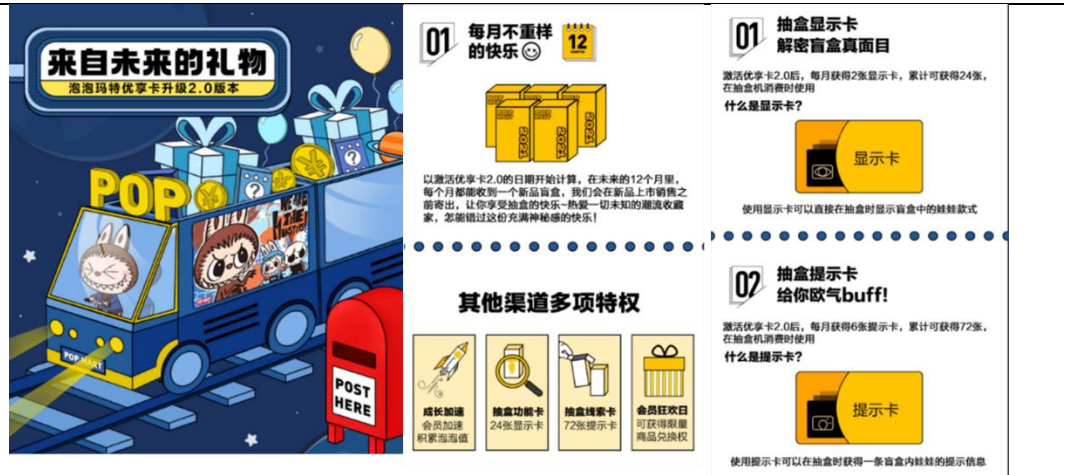 来自未来的礼物
泡泡玛特优享卡升级2.0版本
POP
POP MART
POST
HERE
01
每月不重样
的快乐
12
2021
2021
2021
以激活优享卡2.0的日期开始计算，在未来的12个月里，
每个月都能收到一个新品盲盒，我们会在新品上市销售之
前寄出，让你享受抽盒的快乐~热爱一切未知的潮流收藏
家，怎能错过这份充满神秘感的快乐！
其他渠道多项特权
成长加速
会员加速
积累泡泡值
抽盒功能卡
24张显示卡
抽盒线索卡
72张提示卡
会员狂欢日
可获得限量
商品兑换权
01
抽盒显示卡
解密盲盒真面目
激活优享卡2.0后，每月获得2张显示卡，累计可获得24张，
在抽盒机消费时使用
什么是显示卡？
显示卡
使用显示卡可以直接在抽盒时显示盲盒中的娃娃款式
02
抽盒提示卡
给你欧气buff!
激活优享卡2.0后，每月获得6张提示卡，累计可获得72张，
在抽盒机消费时使用
什么是提示卡？
提示卡
使用提示卡可以在抽盒时获得一条盲盒内娃娃的提示信息